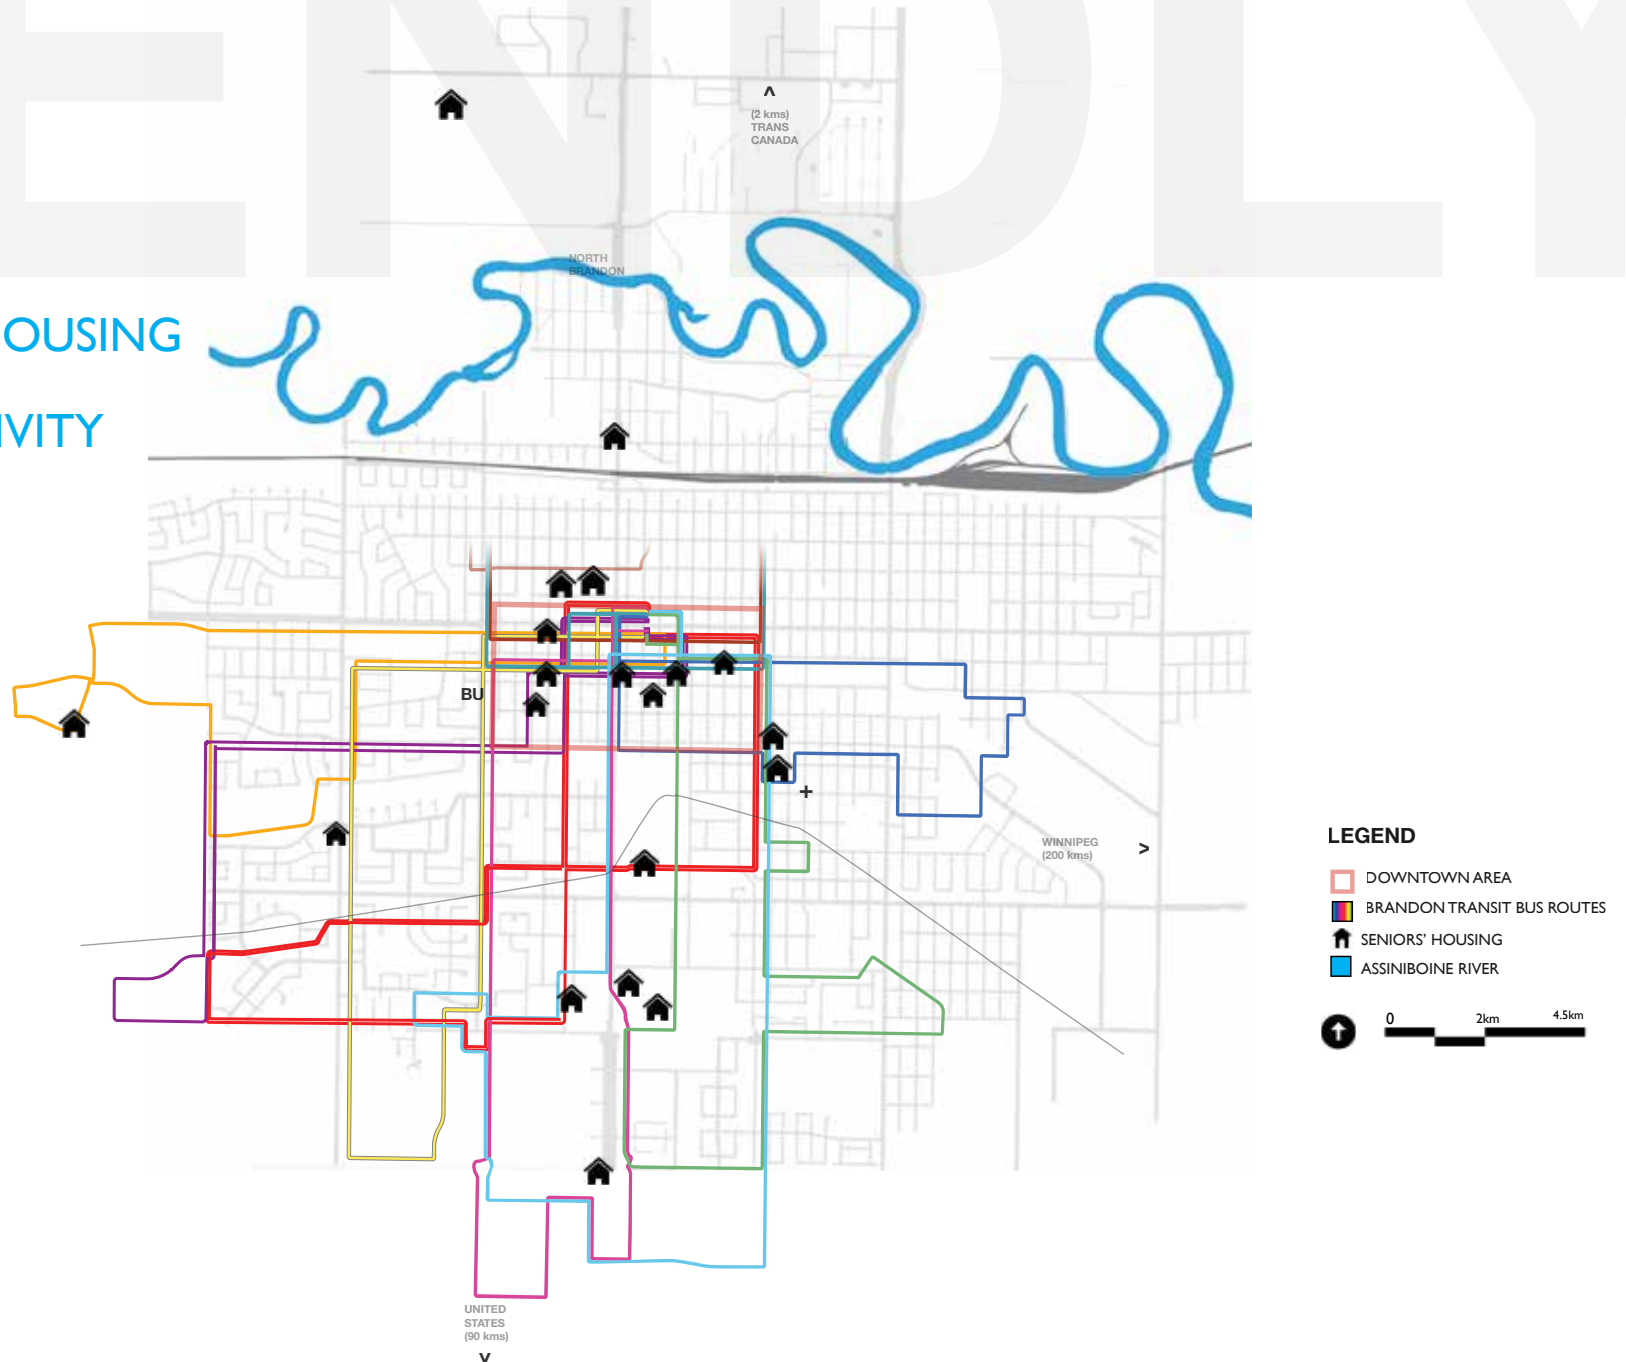 ENDLY
^
(2 kms)
TRANS
CANADA
NORTH
BRANDON
OUSING
IVITY
BU
+
WINNIPEG
(200 kms)
>
UNITED
STATES
(90 kms)
LEGEND
DOWNTOWN AREA
BRANDON TRANSIT BUS ROUTES
SENIORS' HOUSING
ASSINIBOINE RIVER
0 2km 4.5km